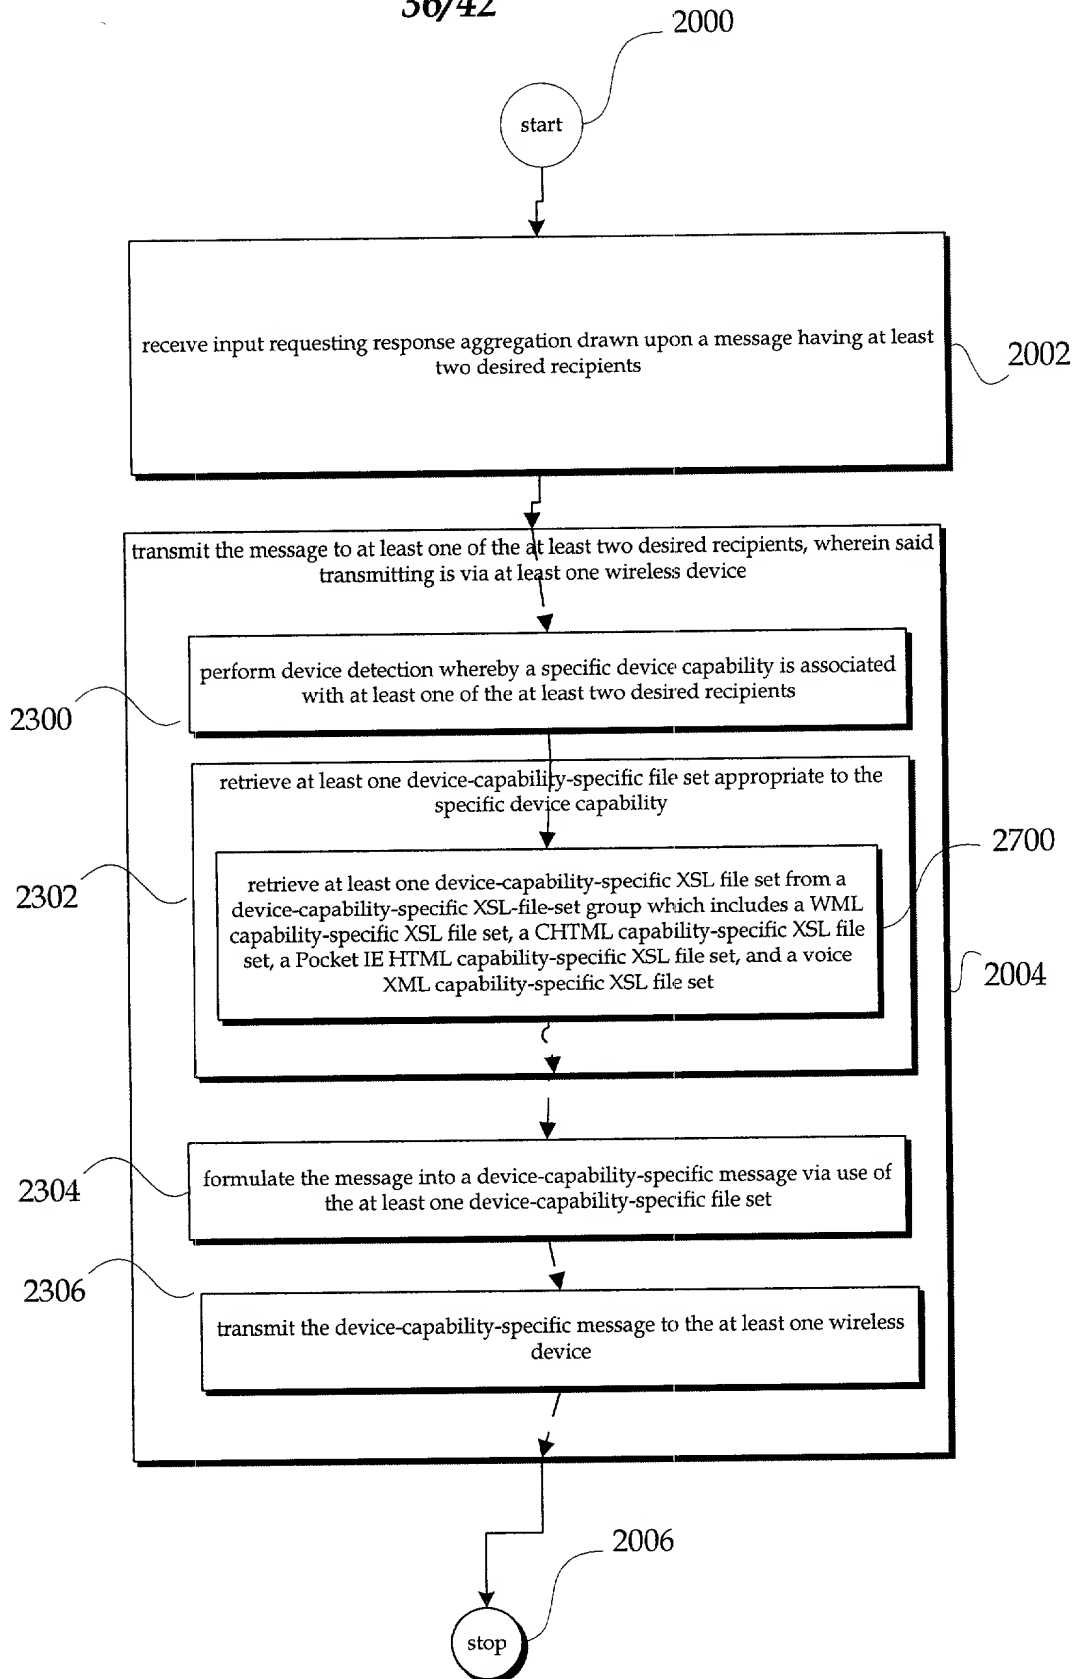 36/42
2000
start
receive input requesting response aggregation drawn upon a message having at least
two desired recipients
2002
transmit the message to at least one of the at least two desired recipients, wherein said
transmitting is via at least one wireless device
perform device detection whereby a specific device capability is associated
with at least one of the at least two desired recipients
2300
retrieve at least one device-capability-specific file set appropriate to the
specific device capability
2700
2302
retrieve at least one device-capability-specific XSL file set from a
device-capability-specific XSL-file-set group which includes a WML
capability-specific XSL file set, a CHTML capability-specific XSL file
set, a Pocket IE HTML capability-specific XSL file set, and a voice
XML capability-specific XSL file set
2004
2304
formulate the message into a device-capability-specific message via use of
the at least one device-capability-specific file set
2306
transmit the device-capability-specific message to the at least one wireless
device
2006
stop